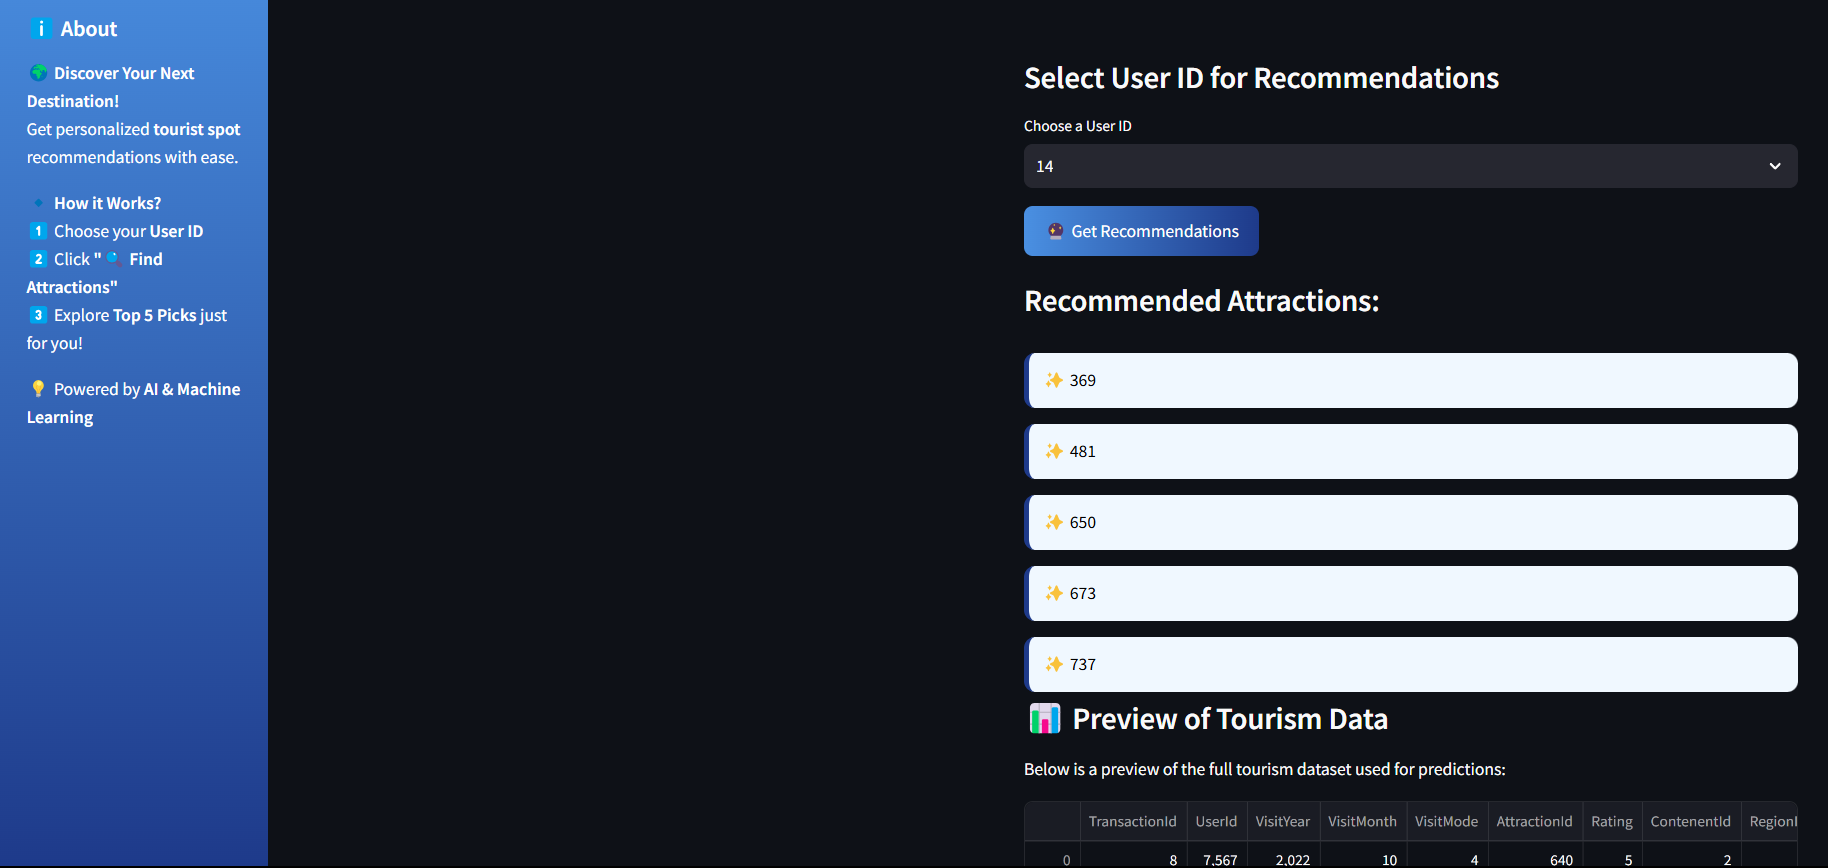 About
Discover Your Next
Destination!
Get personalized tourist spot
recommendations with ease.
How it Works?
1 Choose your User ID
2 Click " Find
Attractions"
3 Explore Top 5 Picks just
for you!
Powered by AI & Machine
Learning
Select User ID for Recommendations
Choose a User ID
14
Get Recommendations
Recommended Attractions:
369
481
650
673
737
Preview of Tourism Data
Below is a preview of the full tourism dataset used for predictions:
TransactionId UserId VisitYear VisitMonth VisitMode AttractionId Rating ContenentId RegionI
0 8 7,567 2,022 10 4 640 5 2